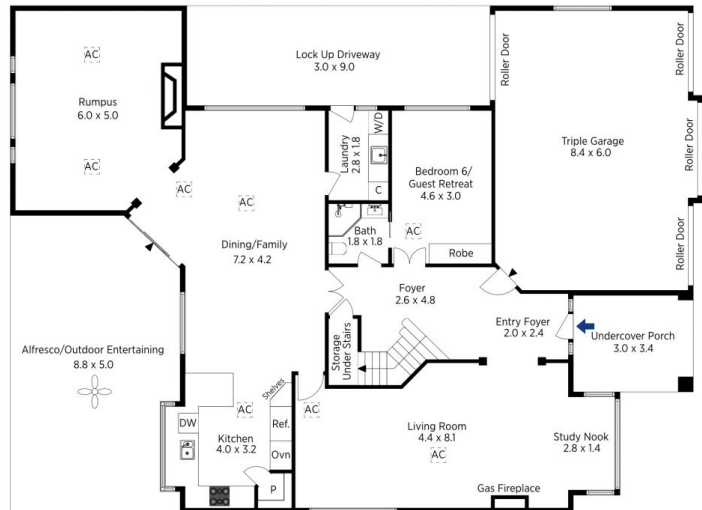 Lock Up Driveway
3.0 x 9.0
Roller Door
Roller Door
AC
Rumpus
6.0 x 5.0
AC
AC
W/D
Laundry
2.8 x 1.8
C
Triple Garage
8.4 x 6.0
Roller Door
Bedroom 6/
Guest Retreat
4.6 x 3.0
AC
Dining/Family
7.2 x 4.2
Bath
1.8 x 1.8
AC
Robe
Roller Door
Foyer
2.6 x 4.8
Entry Foyer
2.0 x 2.4
Undercover Porch
3.0 x 3.4
Storage
Under Stairs
Alfresco/Outdoor Entertaining
8.8 x 5.0
Shelves
AC
AC
DW
Ref.
Kitchen
4.0 x 3.2
Ovn
P
Living Room
4.4 x 8.1
AC
Study Nook
2.8 x 1.4
Gas Fireplace